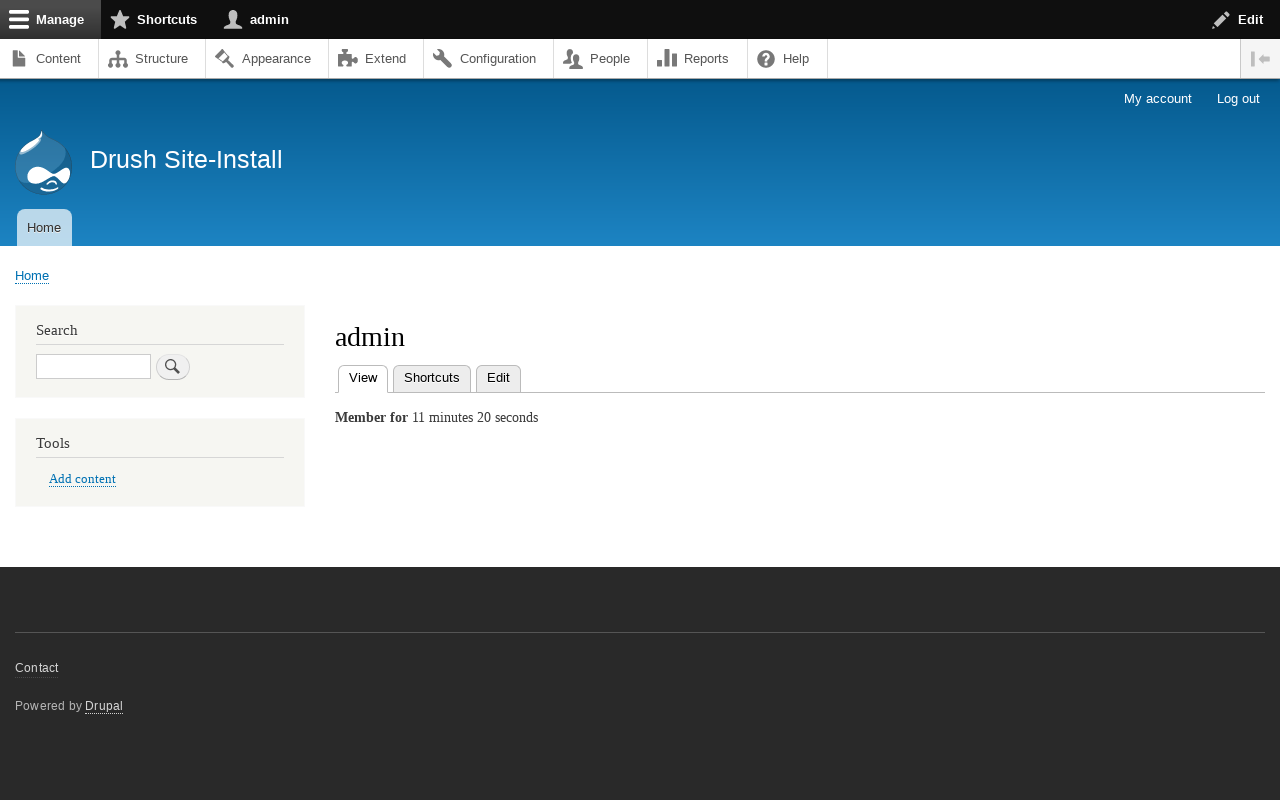 Manage Shortcuts admin Edit
Content Structure Appearance Extend Configuration People Reports Help
My account Log out
Drush Site-Install
Home
Home
Search
admin
View Shortcuts Edit
Member for 11 minutes 20 seconds
Tools
Add content
Contact
Powered by Drupal